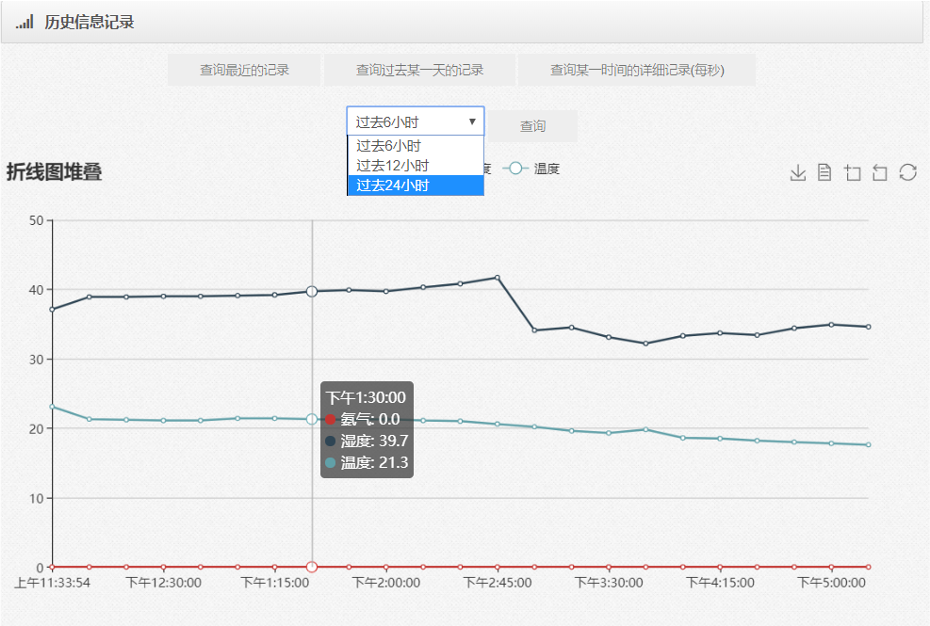 历史信息记录
查询最近的记录 查询过去某一天的记录 查询某一时间的详细记录(每秒)
过去6小时 查询
过去6小时
过去12小时
过去24小时
折线图堆叠 度 温度
50
40
30
20
10
0
下午1:30:00
氨气: 0.0
湿度: 39.7
温度: 21.3
上午11:33:54 下午12:30:00 下午1:15:00 下午2:00:00 下午2:45:00 下午3:30:00 下午4:15:00 下午5:00:00